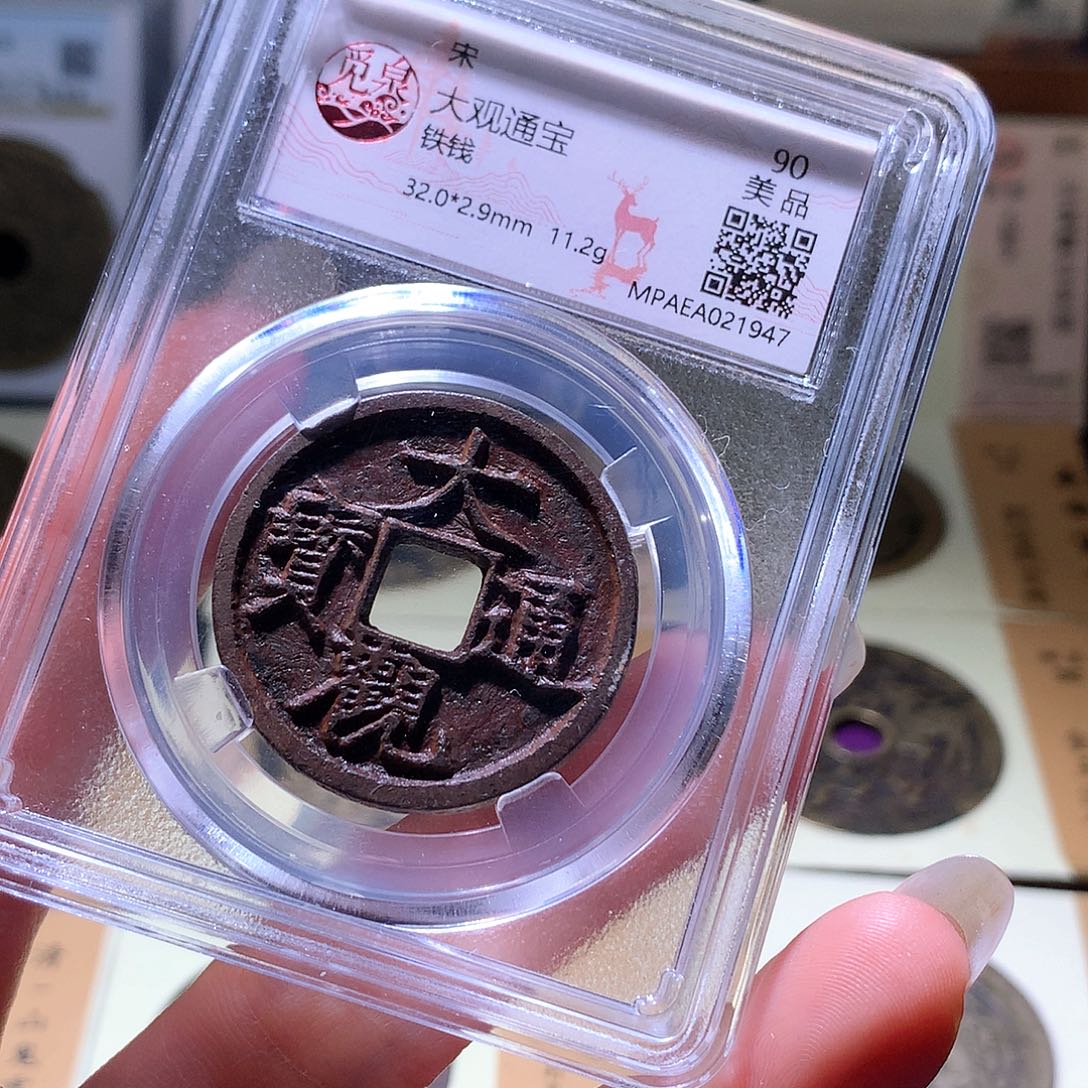 宋
觅泉
大观通宝
铁钱
32.0*2.9mm 11.2g
90
美品
MPAEA021947
大
寳 通
觀